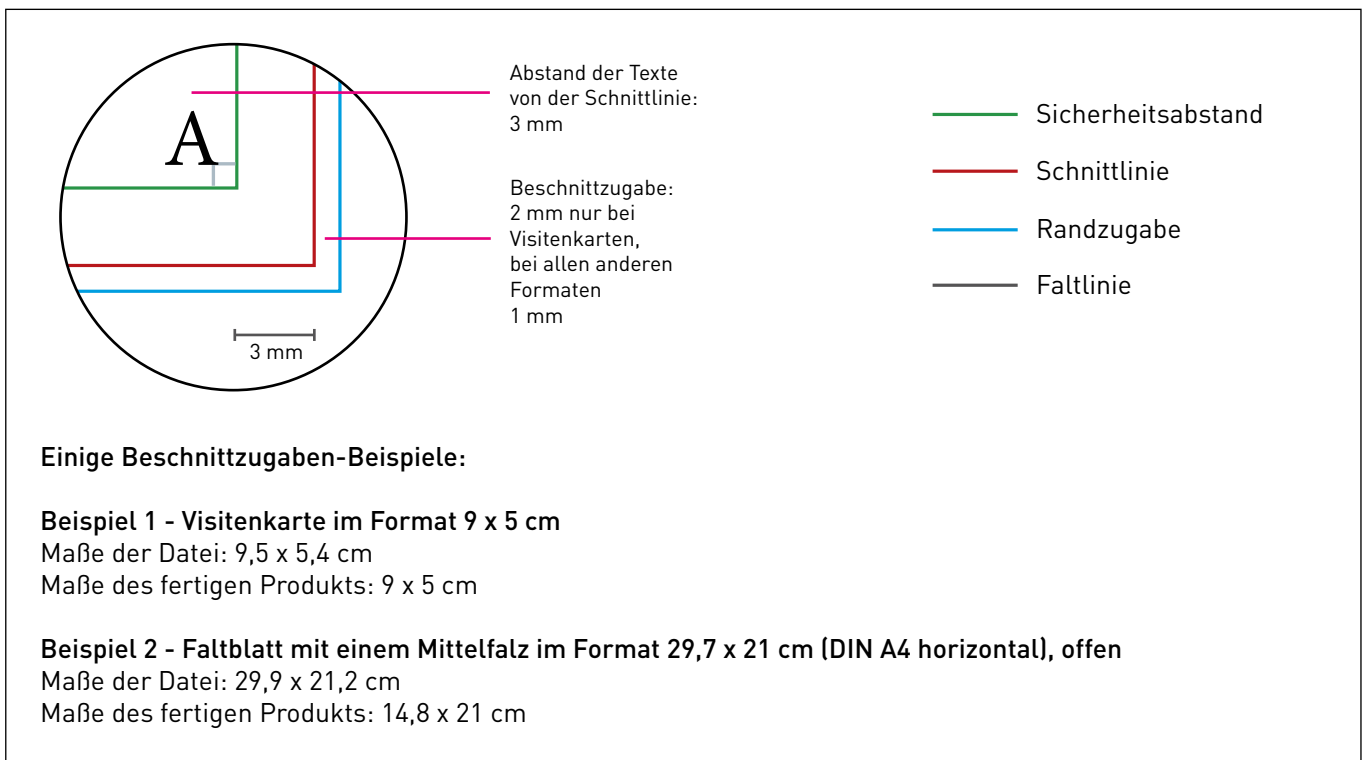 Abstand der Texte
von der Schnittlinie:
3 mm
A
Beschnittzugabe:
2 mm nur bei
Visitenkarten,
bei allen anderen
Formaten
1 mm
3 mm
Sicherheitsabstand
Schnittlinie
Randzugabe
Faltlinie
Einige Beschnittzugaben-Beispiele:
Beispiel 1 - Visitenkarte im Format 9 x 5 cm
Maße der Datei: 9,5 x 5,4 cm
Maße des fertigen Produkts: 9 x 5 cm
Beispiel 2 - Faltblatt mit einem Mittelfalz im Format 29,7 x 21 cm (DIN A4 horizontal), offen
Maße der Datei: 29,9 x 21,2 cm
Maße des fertigen Produkts: 14,8 x 21 cm